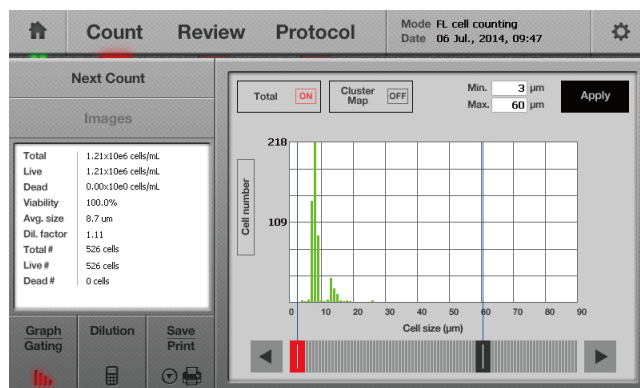 Count Review Protocol
Mode FL cell counting
Date 06 Jul., 2014, 09:47
Next Count
Images
Total 1.21x10e6 cells/mL
Live 1.21x10e6 cells/mL
Dead 0.00x10e0 cells/mL
Viability 100.0%
Avg. size 8.7 um
Dil. factor 1.11
Total # 526 cells
Live # 526 cells
Dead # 0 cells
Graph Gating
Dilution
Save Print
Total ON
Cluster Map OFF
Min. 3 µm
Max. 60 µm
Apply
218
109
Cell number
0 10 20 30 40 50 60 70 80 90
Cell size (µm)